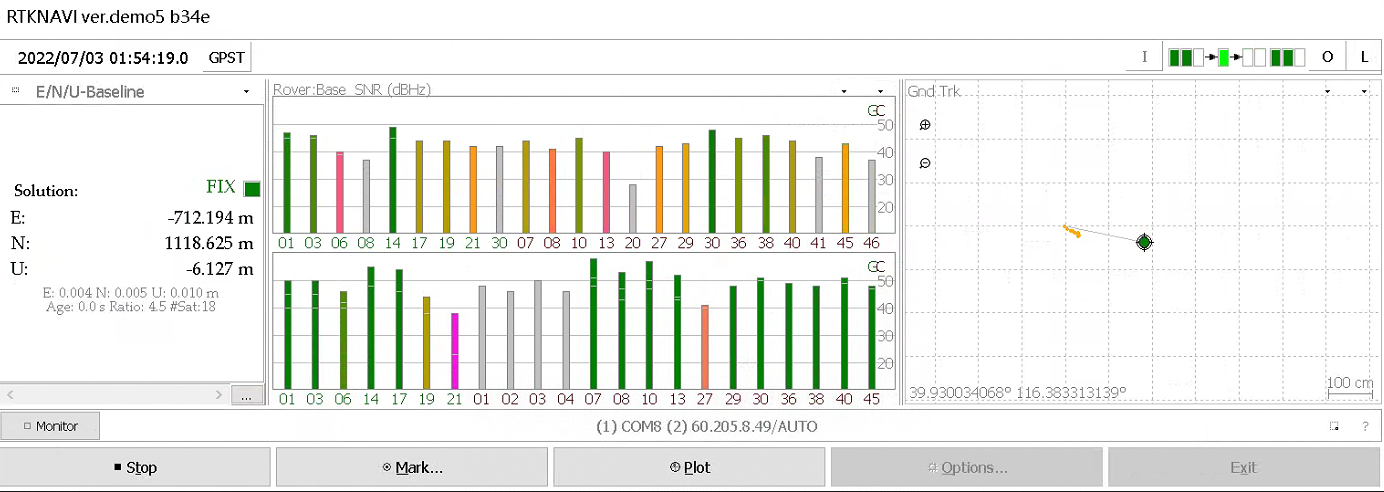 RTKNAVI ver.demo5 b34e
2022/07/03 01:54:19.0 GPST I O L
E/N/U-Baseline
Solution: FIX
E: -712.194 m
N: 1118.625 m
U: -6.127 m
E: 0.004 N: 0.005 U: 0.010 m
Age: 0.0 s Ratio: 4.5 #Sat:18
...
Rover:Base SNR (dBHz)
GC
50
40
30
20
01 03 06 08 14 17 19 21 30 07 08 10 13 20 27 29 30 36 38 40 41 45 46
GC
50
40
30
20
01 03 06 14 17 19 21 01 02 03 04 07 08 10 13 27 29 30 36 38 40 45
Gnd Trk
39.930034068° 116.383313139°
100 cm
Monitor
(1) COM8 (2) 60.205.8.49/AUTO
?
Stop
Mark...
Plot
Options...
Exit